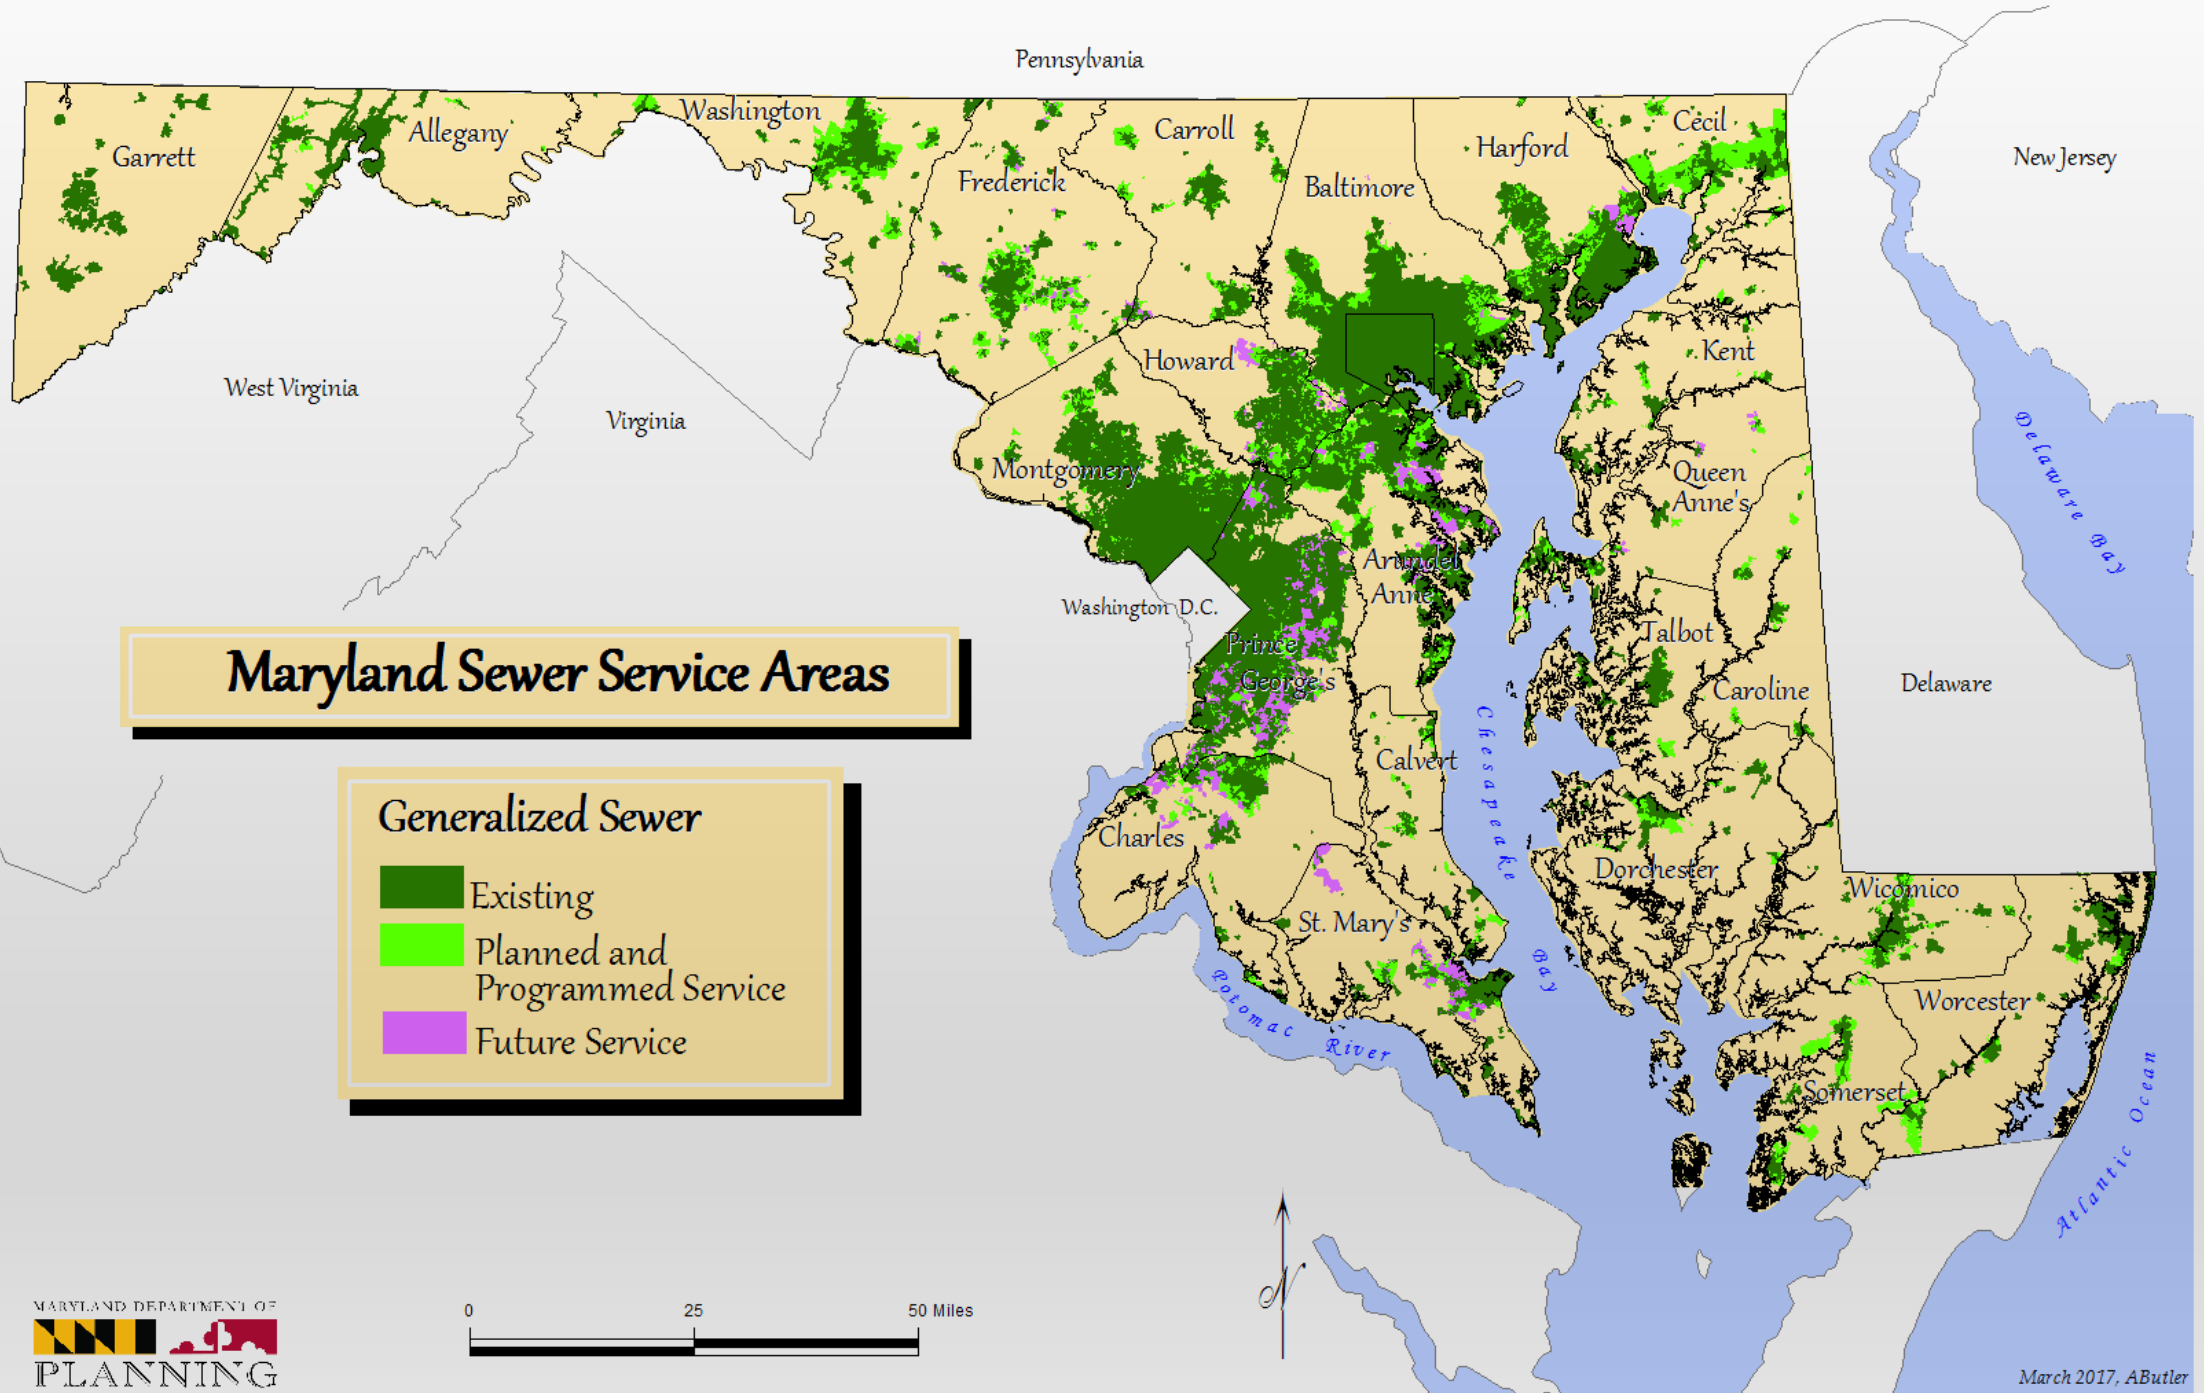 Pennsylvania
New Jersey
Washington
Allegany
Garrett
Carroll
Cecil
Harford
Baltimore
Frederick
Howard
Kent
Montgomery
Queen
Anne's
West Virginia
Virginia
Delaware Bay
Arundel
Anne
Washington D.C.
Prince
George's
Talbot
Caroline
Delaware
Maryland Sewer Service Areas
Calvert
Chesapeake
Bay
Charles
Dorchester
Wicomico
St. Mary's
Worcester
Somerset
Potomac River
Atlantic Ocean
Generalized Sewer
Existing
Planned and
Programmed Service
Future Service
N
MARYLAND DEPARTMENT OF
PLANNING
0 25 50 Miles
March 2017, AButler